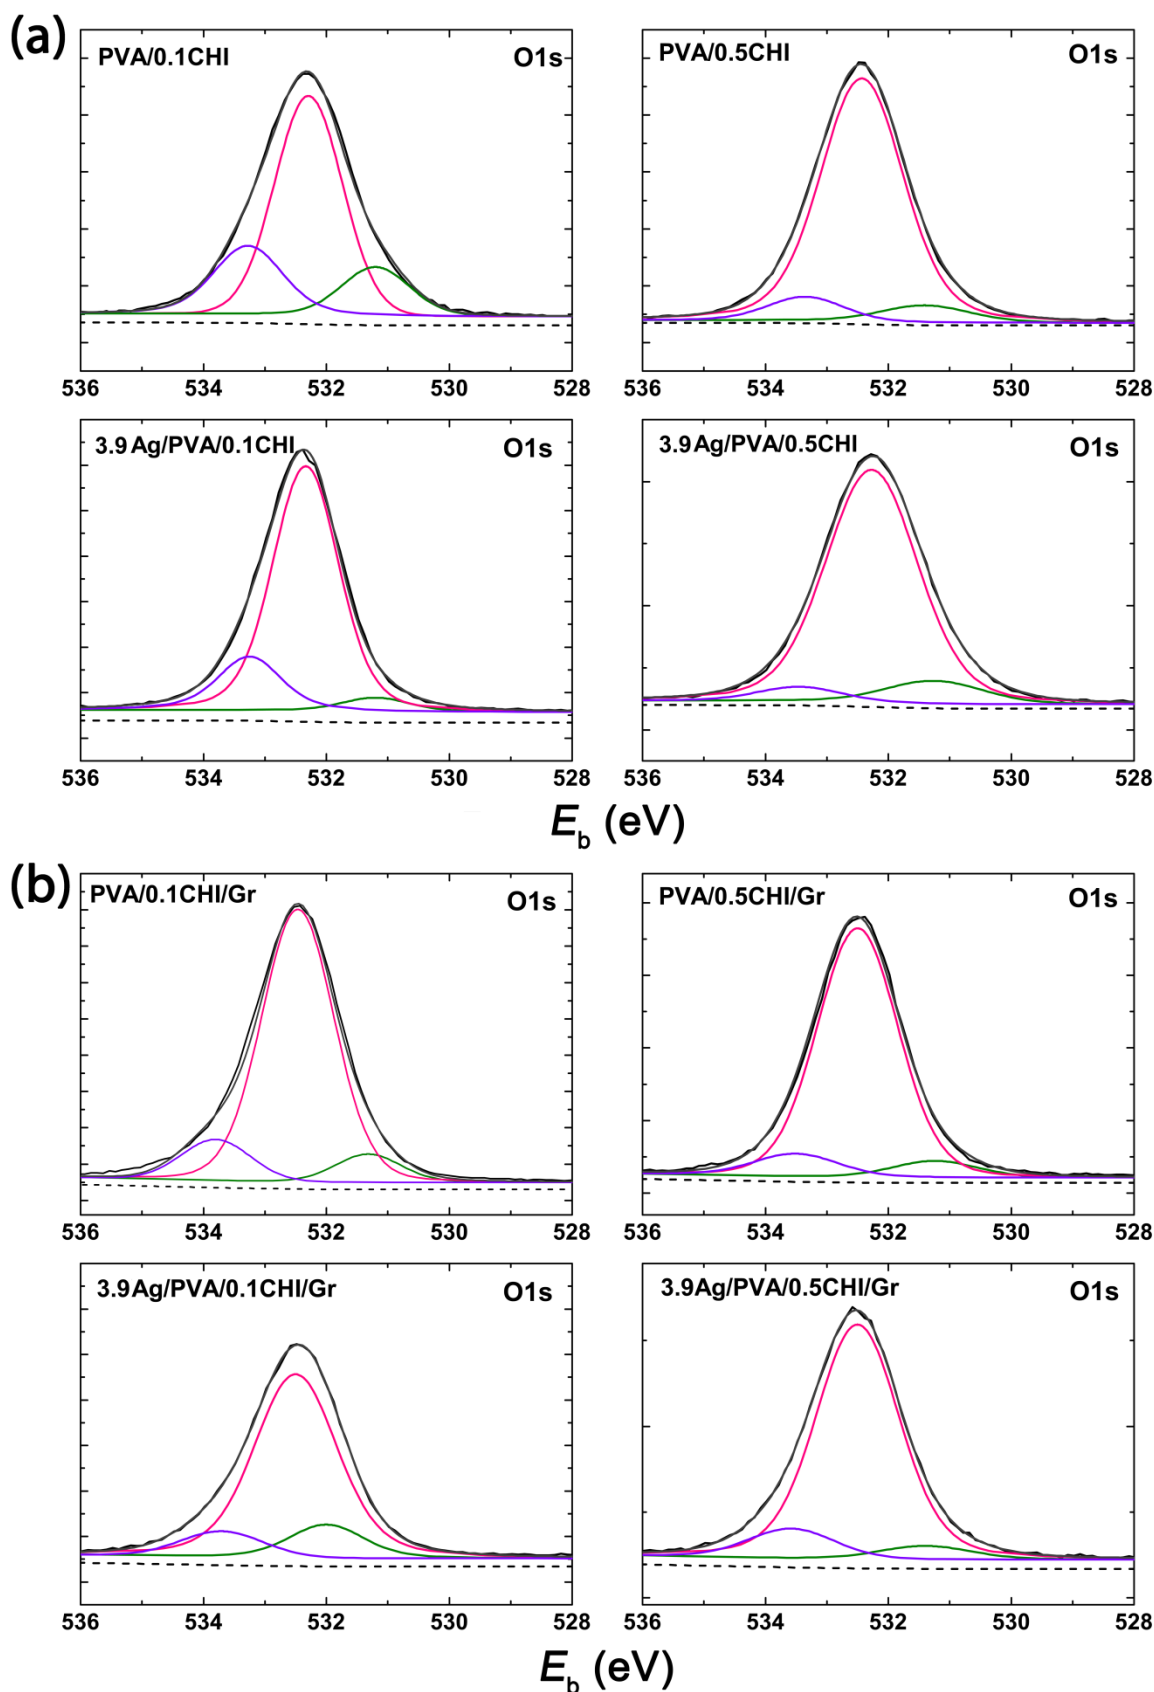 (a)
PVA/0.1CHI O1s
PVA/0.5CHI O1s
536 534 532 530 528
536 534 532 530 528
3.9Ag/PVA/0.1CHI O1s
3.9Ag/PVA/0.5CHI O1s
536 534 532 530 528
536 534 532 530 528
Eb (eV)
(b)
PVA/0.1CHI/Gr O1s
PVA/0.5CHI/Gr O1s
536 534 532 530 528
536 534 532 530 528
3.9Ag/PVA/0.1CHI/Gr O1s
3.9Ag/PVA/0.5CHI/Gr O1s
536 534 532 530 528
536 534 532 530 528
Eb (eV)